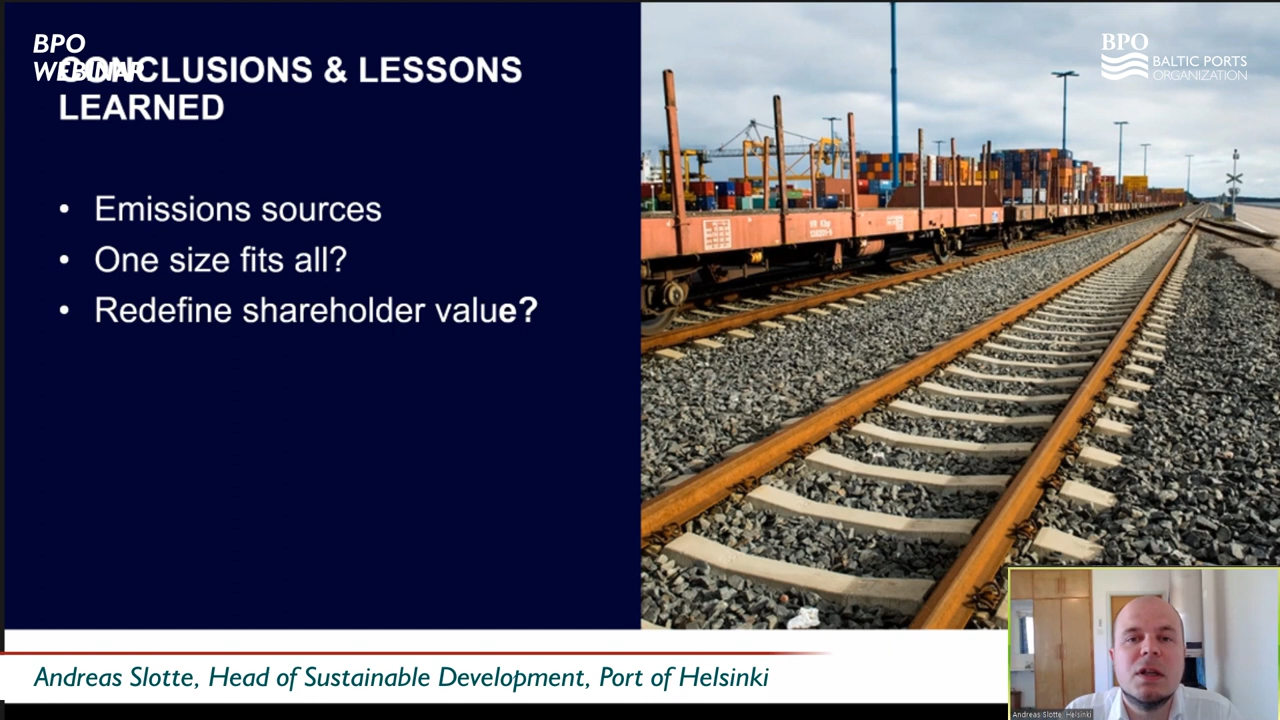 BPO
WEBINAR
CONCLUSIONS & LESSONS
LEARNED
• Emissions sources
• One size fits all?
• Redefine shareholder value?
BPO
BALTIC PORTS
ORGANIZATION
Andreas Slotte, Head of Sustainable Development, Port of Helsinki
Andreas Slotte, Helsinki